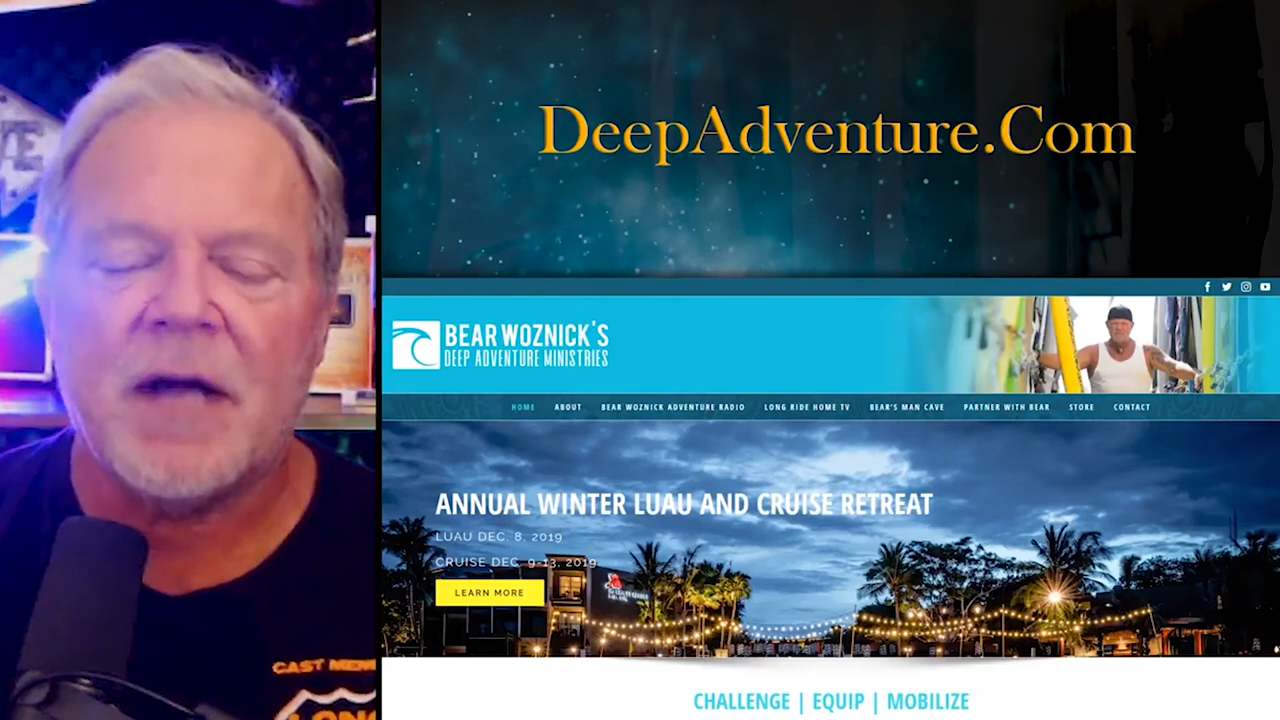 DeepAdventure.Com
BEAR WOZNICK'S
DEEP ADVENTURE MINISTRIES
HOME ABOUT BEAR WOZNICK ADVENTURE RADIO LONG RIDE HOME TV BEAR'S MAN CAVE PARTNER WITH BEAR STORE CONTACT
ANNUAL WINTER LUAU AND CRUISE RETREAT
LUAU DEC. 8, 2019
CRUISE DEC. 9-13, 2019
LEARN MORE
CHALLENGE | EQUIP | MOBILIZE
CAST